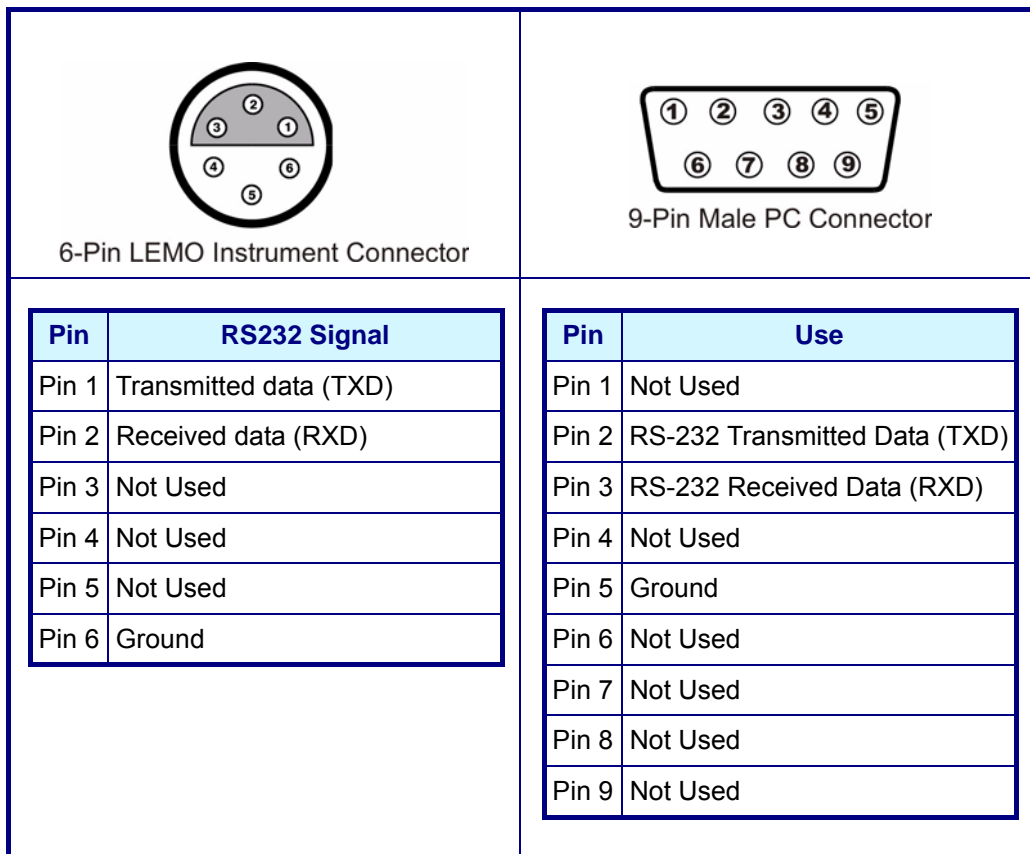 2
3
1
4
6
5
6-Pin LEMO Instrument Connector
1 2 3 4 5
6 7 8 9
9-Pin Male PC Connector
Pin RS232 Signal
Pin 1 Transmitted data (TXD)
Pin 2 Received data (RXD)
Pin 3 Not Used
Pin 4 Not Used
Pin 5 Not Used
Pin 6 Ground
Pin Use
Pin 1 Not Used
Pin 2 RS-232 Transmitted Data (TXD)
Pin 3 RS-232 Received Data (RXD)
Pin 4 Not Used
Pin 5 Ground
Pin 6 Not Used
Pin 7 Not Used
Pin 8 Not Used
Pin 9 Not Used